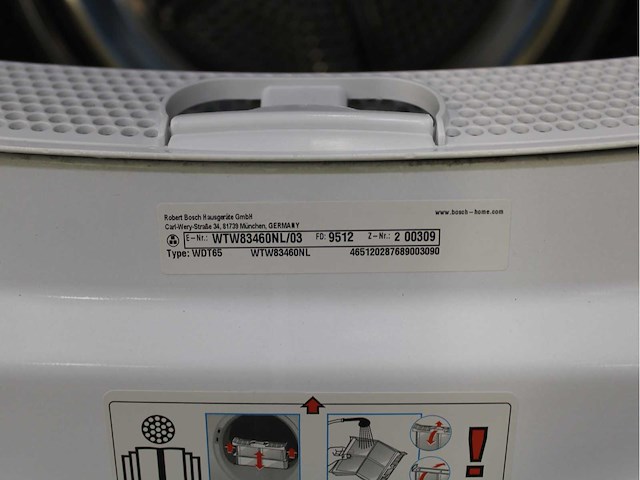 Robert Bosch Hausgeräte GmbH
www.bosch-home.com
Carl-Wery-Straße 34, 81739 München, GERMANY
E-Nr.: WTW83460NL/03 FD: 9512 Z-Nr.: 2 00309
Type: WDT65 WTW83460NL 465120287689003090
!